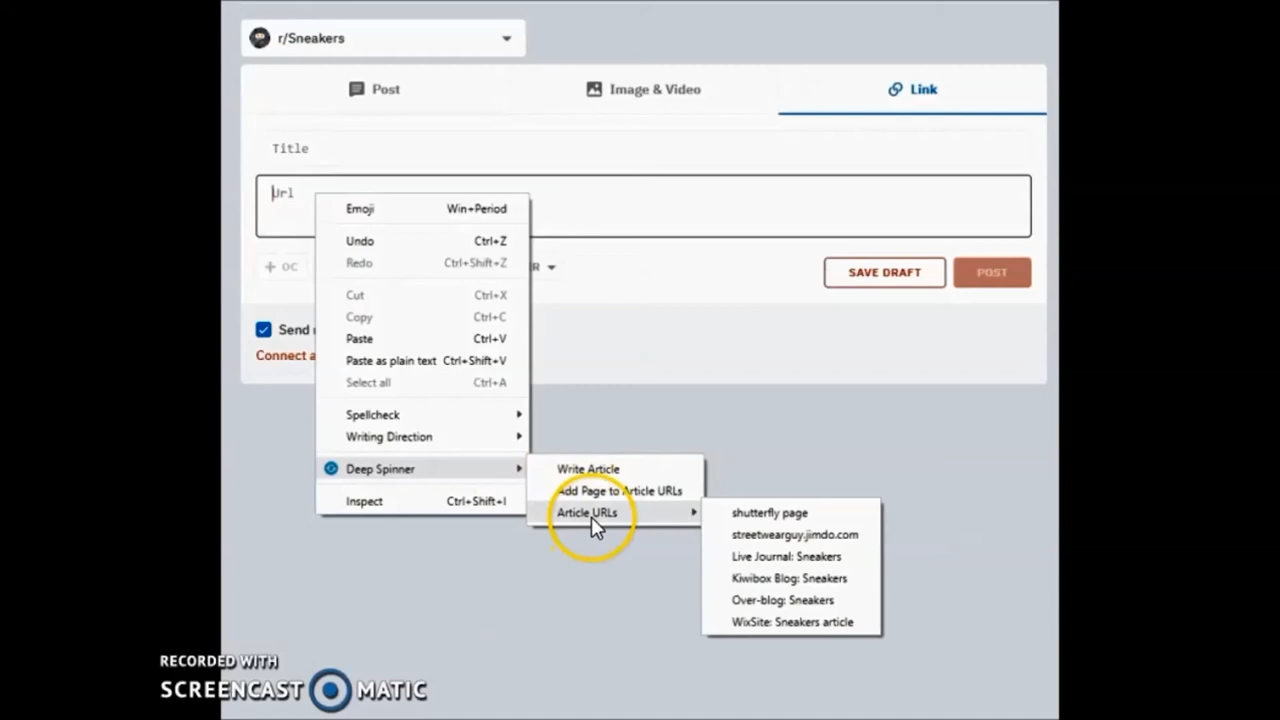 r/Sneakers
Post
Image & Video
Link
Title
Url
Emoji Win+Period
Undo Ctrl+Z
Redo Ctrl+Shift+Z
Cut Ctrl+X
Copy Ctrl+C
Paste Ctrl+V
Paste as plain text Ctrl+Shift+V
Select all Ctrl+A
Spellcheck
Writing Direction
Deep Spinner
Inspect Ctrl+Shift+I
+ OC
R
SAVE DRAFT
POST
Send
Connect a
Write Article
Add Page to Article URLs
Article URLs
shutterfly page
streetwearguy.jimdo.com
Live Journal: Sneakers
Kiwibox Blog: Sneakers
Over-blog: Sneakers
WixSite: Sneakers article
RECORDED WITH
SCREENCAST MATIC